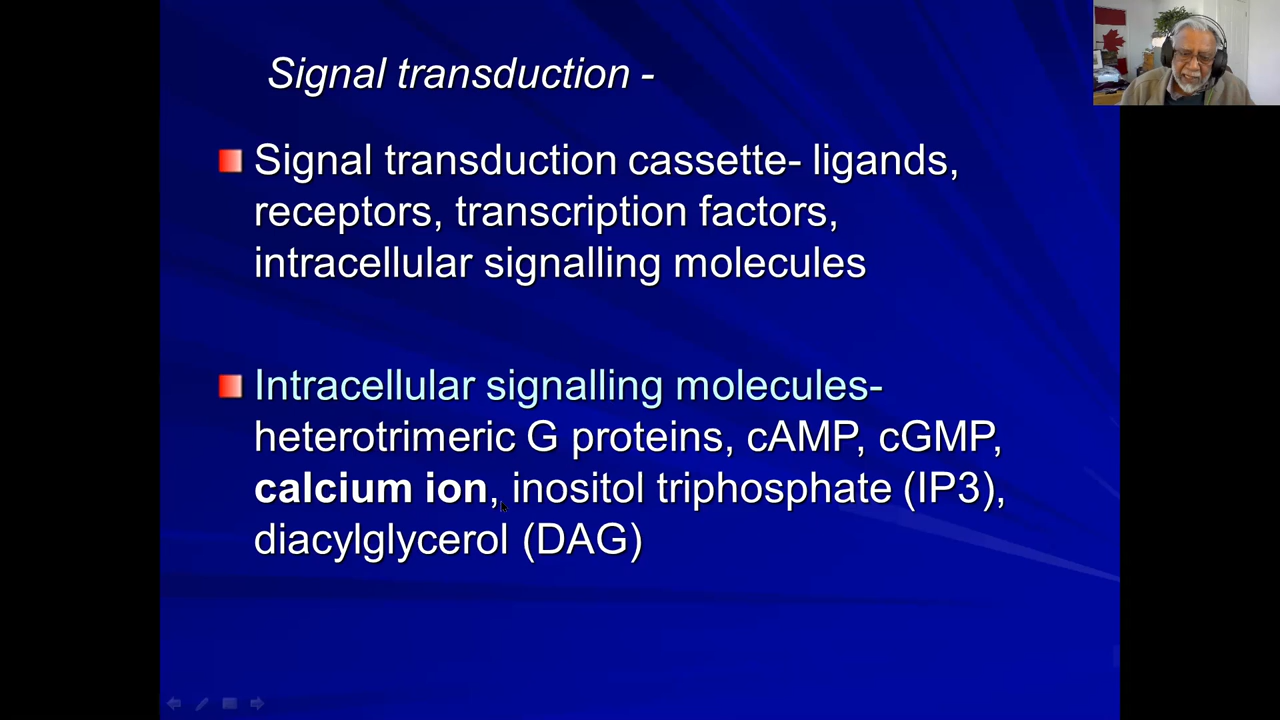 Signal transduction -
Signal transduction cassette- ligands,
receptors, transcription factors,
intracellular signalling molecules
Intracellular signalling molecules-
heterotrimeric G proteins, cAMP, cGMP,
calcium ion, inositol triphosphate (IP3),
diacylglycerol (DAG)